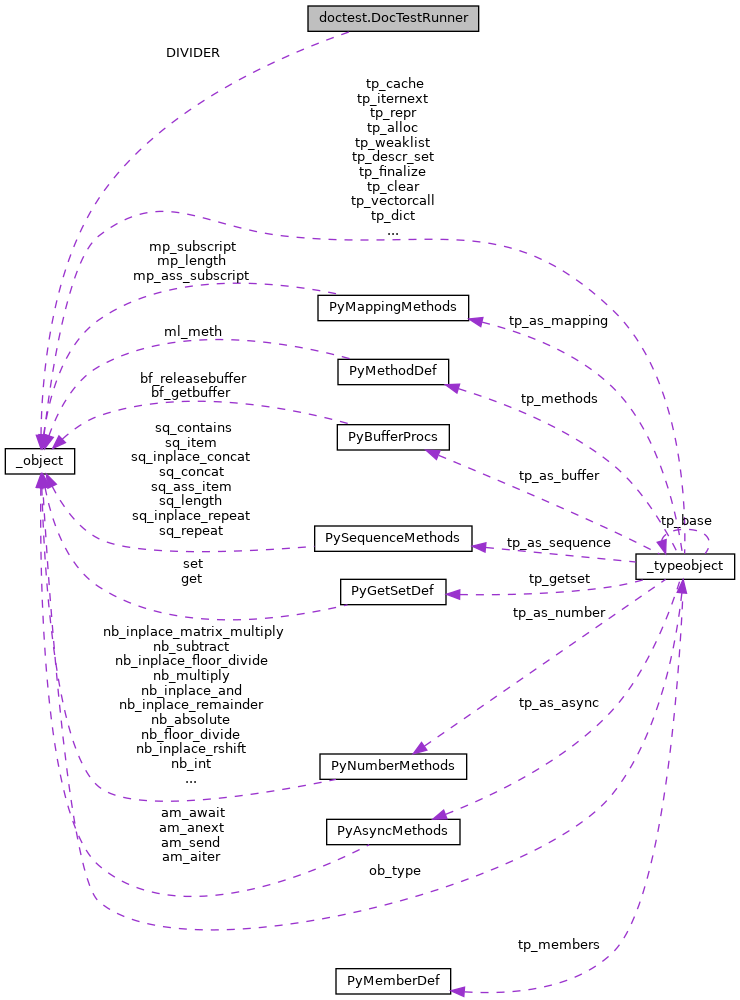 doctest.DocTestRunner
DIVIDER
tp_cache
tp_iternext
tp_repr
tp_alloc
tp_weaklist
tp_descr_set
tp_finalize
tp_clear
tp_vectorcall
tp_dict
...
mp_subscript
mp_length
mp_ass_subscript
PyMappingMethods
tp_as_mapping
ml_meth
PyMethodDef
tp_methods
bf_releasebuffer
bf_getbuffer
PyBufferProcs
_object
tp_as_buffer
sq_contains
sq_item
sq_inplace_concat
sq_concat
sq_ass_item
sq_length
sq_inplace_repeat
sq_repeat
PySequenceMethods
tp_as_sequence
tp_base
_typeobject
set
get
PyGetSetDef
tp_getset
tp_as_number
nb_inplace_matrix_multiply
nb_subtract
nb_inplace_floor_divide
nb_multiply
nb_inplace_and
nb_inplace_remainder
nb_absolute
nb_floor_divide
nb_inplace_rshift
nb_int
...
PyNumberMethods
tp_as_async
am_await
am_anext
am_send
am_aiter
PyAsyncMethods
ob_type
tp_members
PyMemberDef